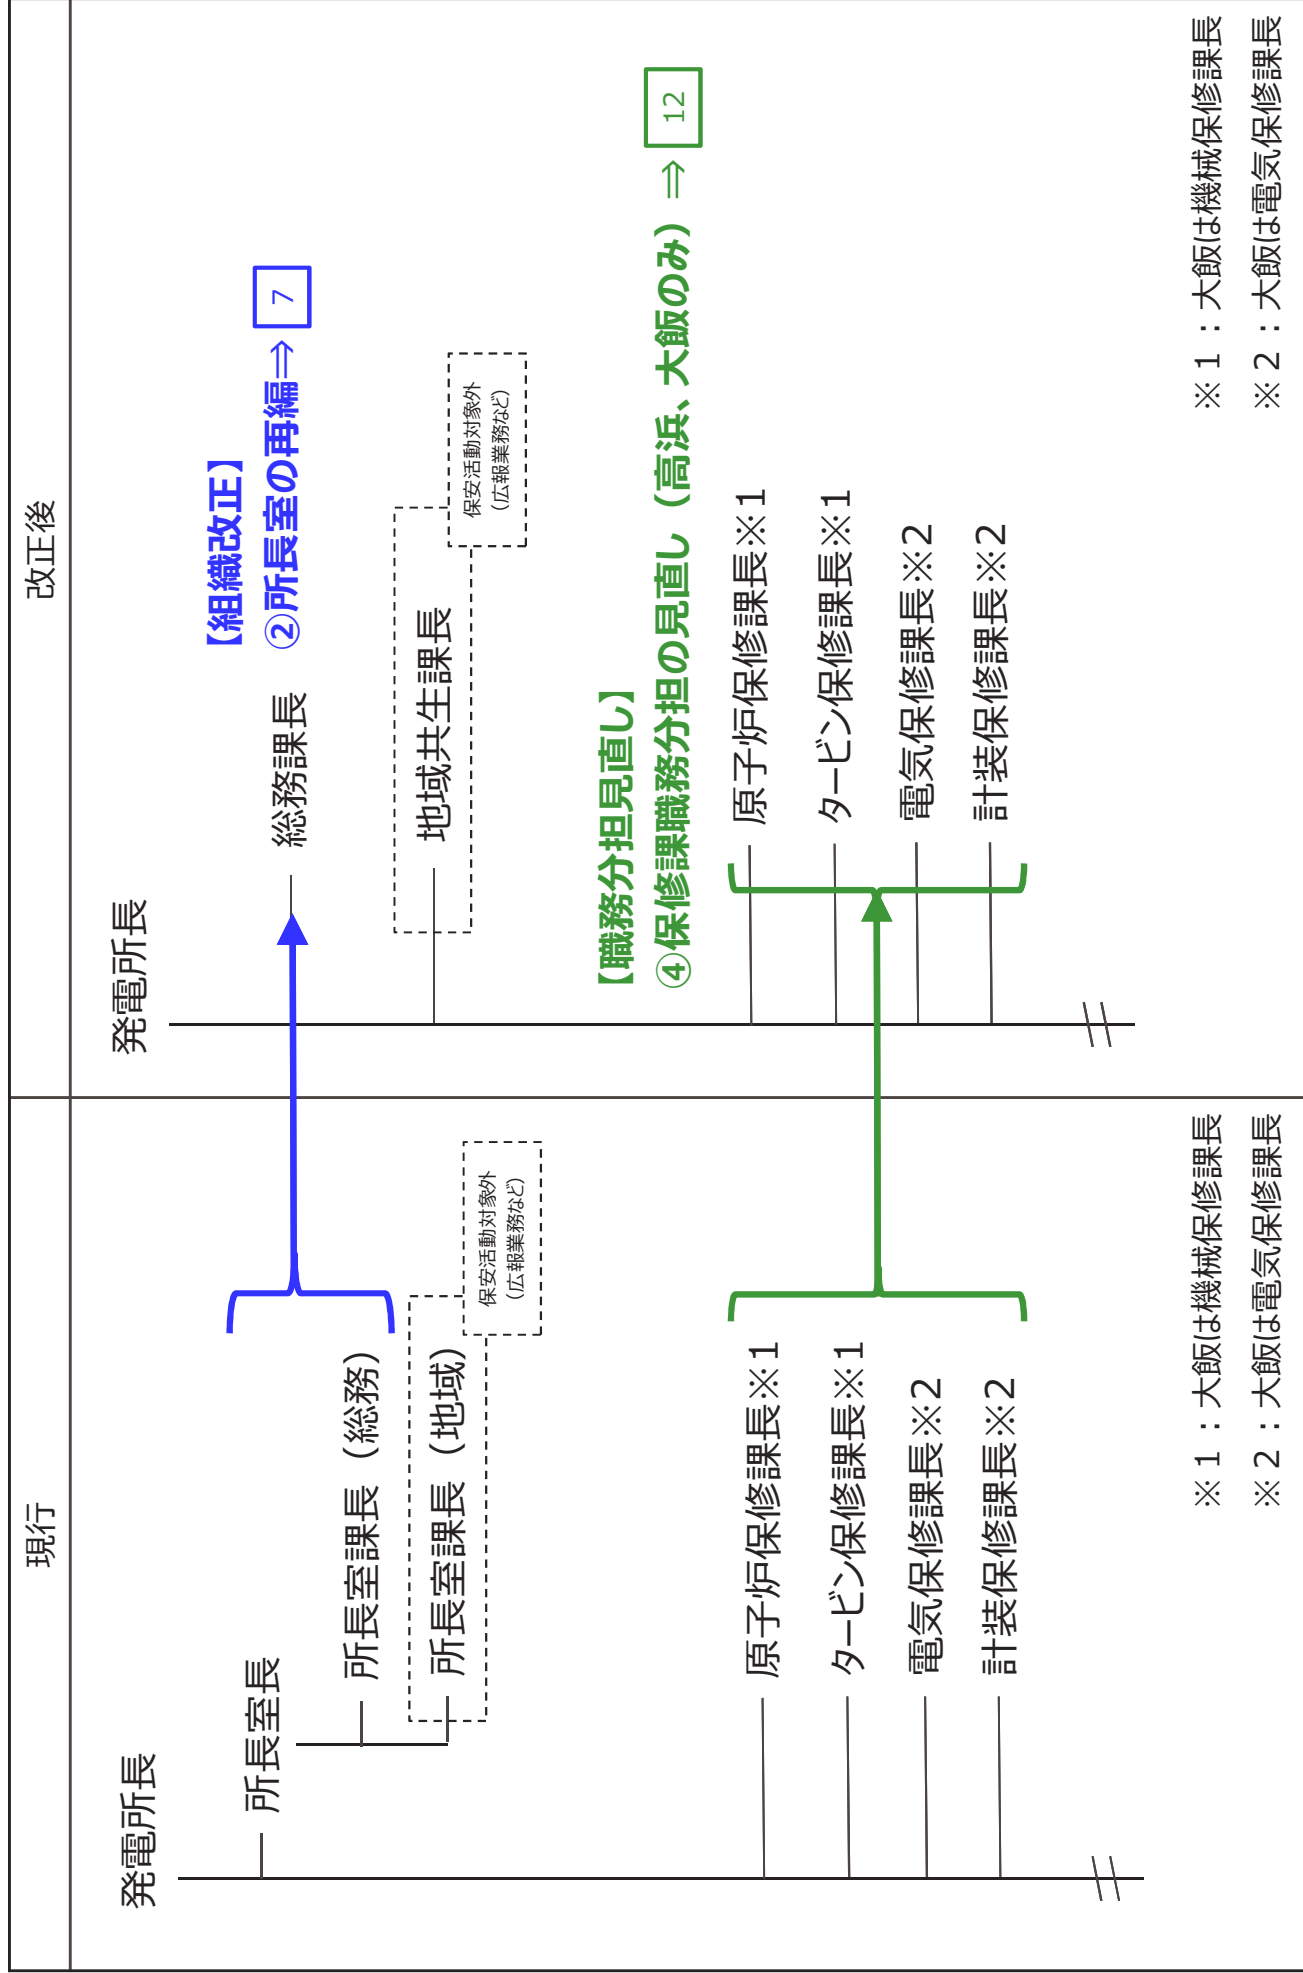 現行
発電所長
所長室長
所長室課長（総務）
所長室課長（地域）
保安活動対象外
（広報業務など）
原子炉保修課長※1
タービン保修課長※1
電気保修課長※2
計装保修課長※2
※１：大飯は機械保修課長
※２：大飯は電気保修課長
改正後
発電所長
【組織改正】
②所長室の再編⇒ 7
総務課長
地域共生課長
保安活動対象外
（広報業務など）
【職務分担見直し】
④保修課職務分担の見直し（高浜、大飯のみ）⇒ 12
原子炉保修課長※1
タービン保修課長※1
電気保修課長※2
計装保修課長※2
※１：大飯は機械保修課長
※２：大飯は電気保修課長